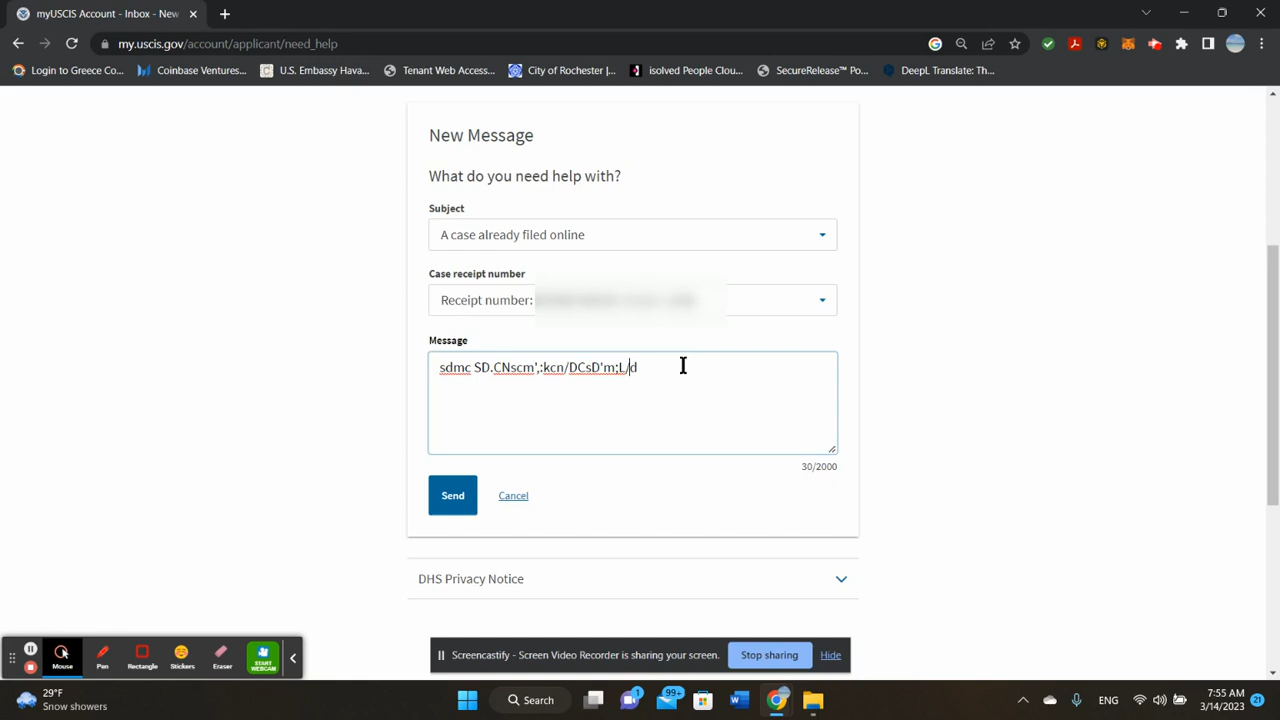 myUSCIS Account - Inbox - New
my.uscis.gov/account/applicant/need_help
Login to Greece Co...
Coinbase Ventures...
U.S. Embassy Hava...
Tenant Web Access...
City of Rochester |...
isolved People Clou...
SecureRelease™ Po...
DeepL Translate: Th...
New Message
What do you need help with?
Subject
A case already filed online
Case receipt number
Receipt number:
Message
sdmc SD.CNscm',:kcn/DCsD'm;L/d
30/2000
Send
Cancel
DHS Privacy Notice
Mouse
Pen
Rectangle
Stickers
Eraser
START WEBCAM
Screencastify - Screen Video Recorder is sharing your screen.
Stop sharing
Hide
29°F
Snow showers
Search
1
99+
ENG
7:55 AM
3/14/2023
21